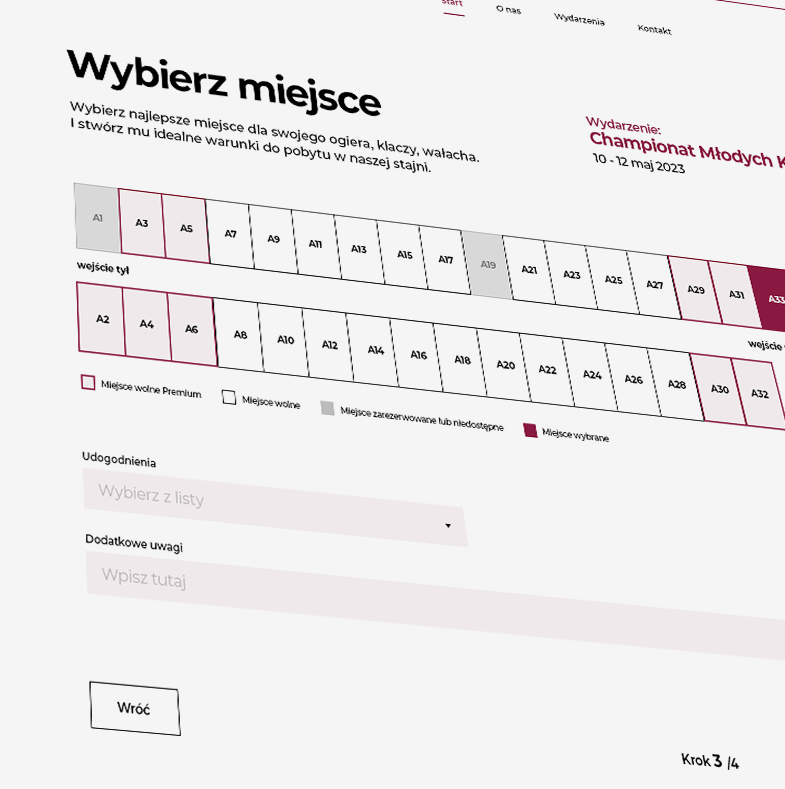 Start O nas Wydarzenia Kontakt
Wybierz miejsce
Wybierz najlepsze miejsce dla swojego ogiera, klaczy, wałacha.
I stwórz mu idealne warunki do pobytu w naszej stajni.
Wydarzenie:
Championat Młodych K
10 - 12 maj 2023
A1 A3 A5 A7 A9 A11 A13 A15 A17 A19 A21 A23 A25 A27 A29 A31 A33
wejście tył
wejście
A2 A4 A6 A8 A10 A12 A14 A16 A18 A20 A22 A24 A26 A28 A30 A32
Miejsce wolne Premium Miejsce wolne Miejsce zarezerwowane lub niedostępne Miejsce wybrane
Udogodnienia
Wybierz z listy
Dodatkowe uwagi
Wpisz tutaj
Wróć
Krok 3 /4